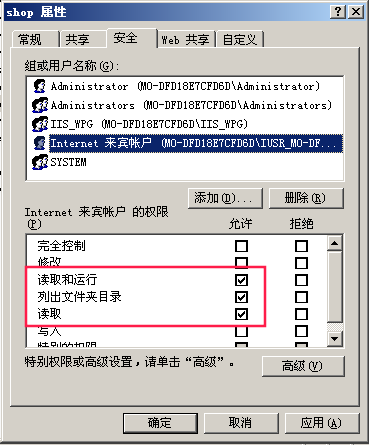 shop 属性
常规 共享 安全 Web 共享 自定义
组或用户名称(G):
Administrator (MO-DFD18E7CFD6D\Administrator)
Administrators (MO-DFD18E7CFD6D\Administrators)
IIS_WPG (MO-DFD18E7CFD6D\IIS_WPG)
Internet 来宾帐户 (MO-DFD18E7CFD6D\IUSR_MO-DF...
SYSTEM
添加(D)... 删除(R)
Internet 来宾帐户 的权限
(P) 允许 拒绝
完全控制
修改
读取和运行
列出文件夹目录
读取
写入
特别的权限
特别权限或高级设置，请单击“高级”。
高级(V)
确定 取消 应用(A)